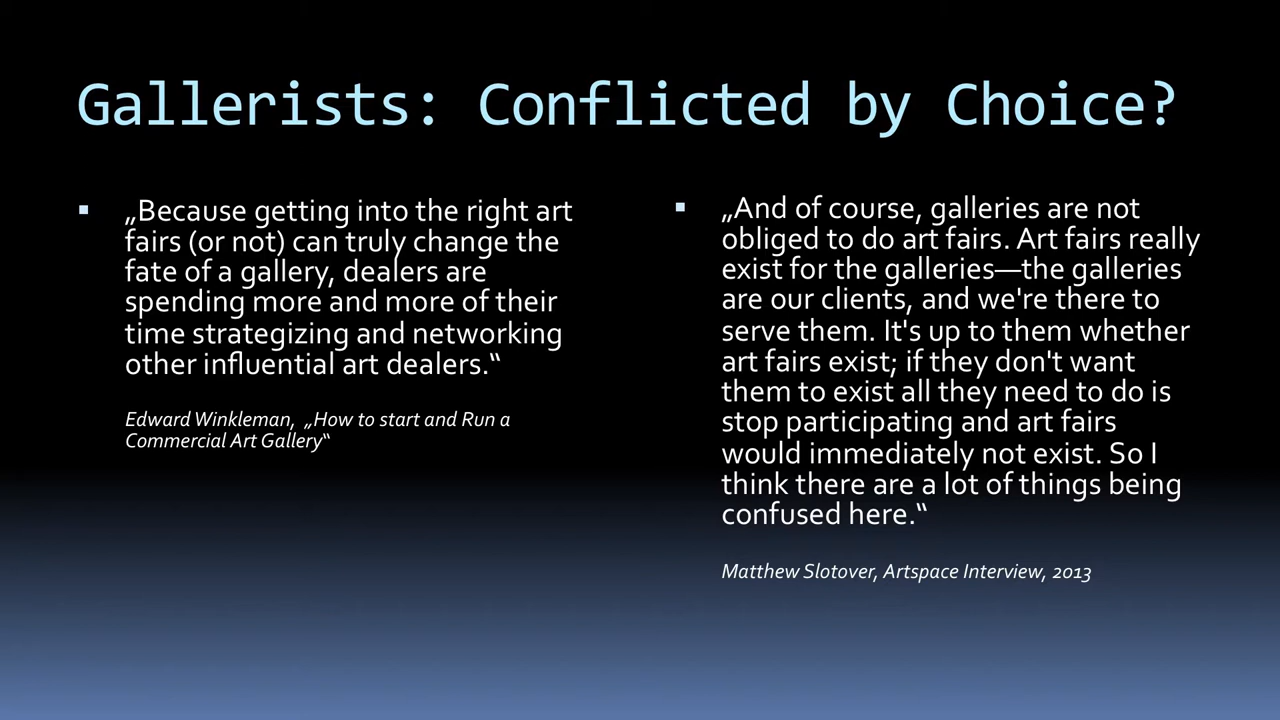 Gallerists: Conflicted by Choice?
▪ „Because getting into the right art
fairs (or not) can truly change the
fate of a gallery, dealers are
spending more and more of their
time strategizing and networking
other influential art dealers.“
Edward Winkleman, „How to start and Run a
Commercial Art Gallery“
▪ „And of course, galleries are not
obliged to do art fairs. Art fairs really
exist for the galleries—the galleries
are our clients, and we're there to
serve them. It's up to them whether
art fairs exist; if they don't want
them to exist all they need to do is
stop participating and art fairs
would immediately not exist. So I
think there are a lot of things being
confused here.“
Matthew Slotover, Artspace Interview, 2013